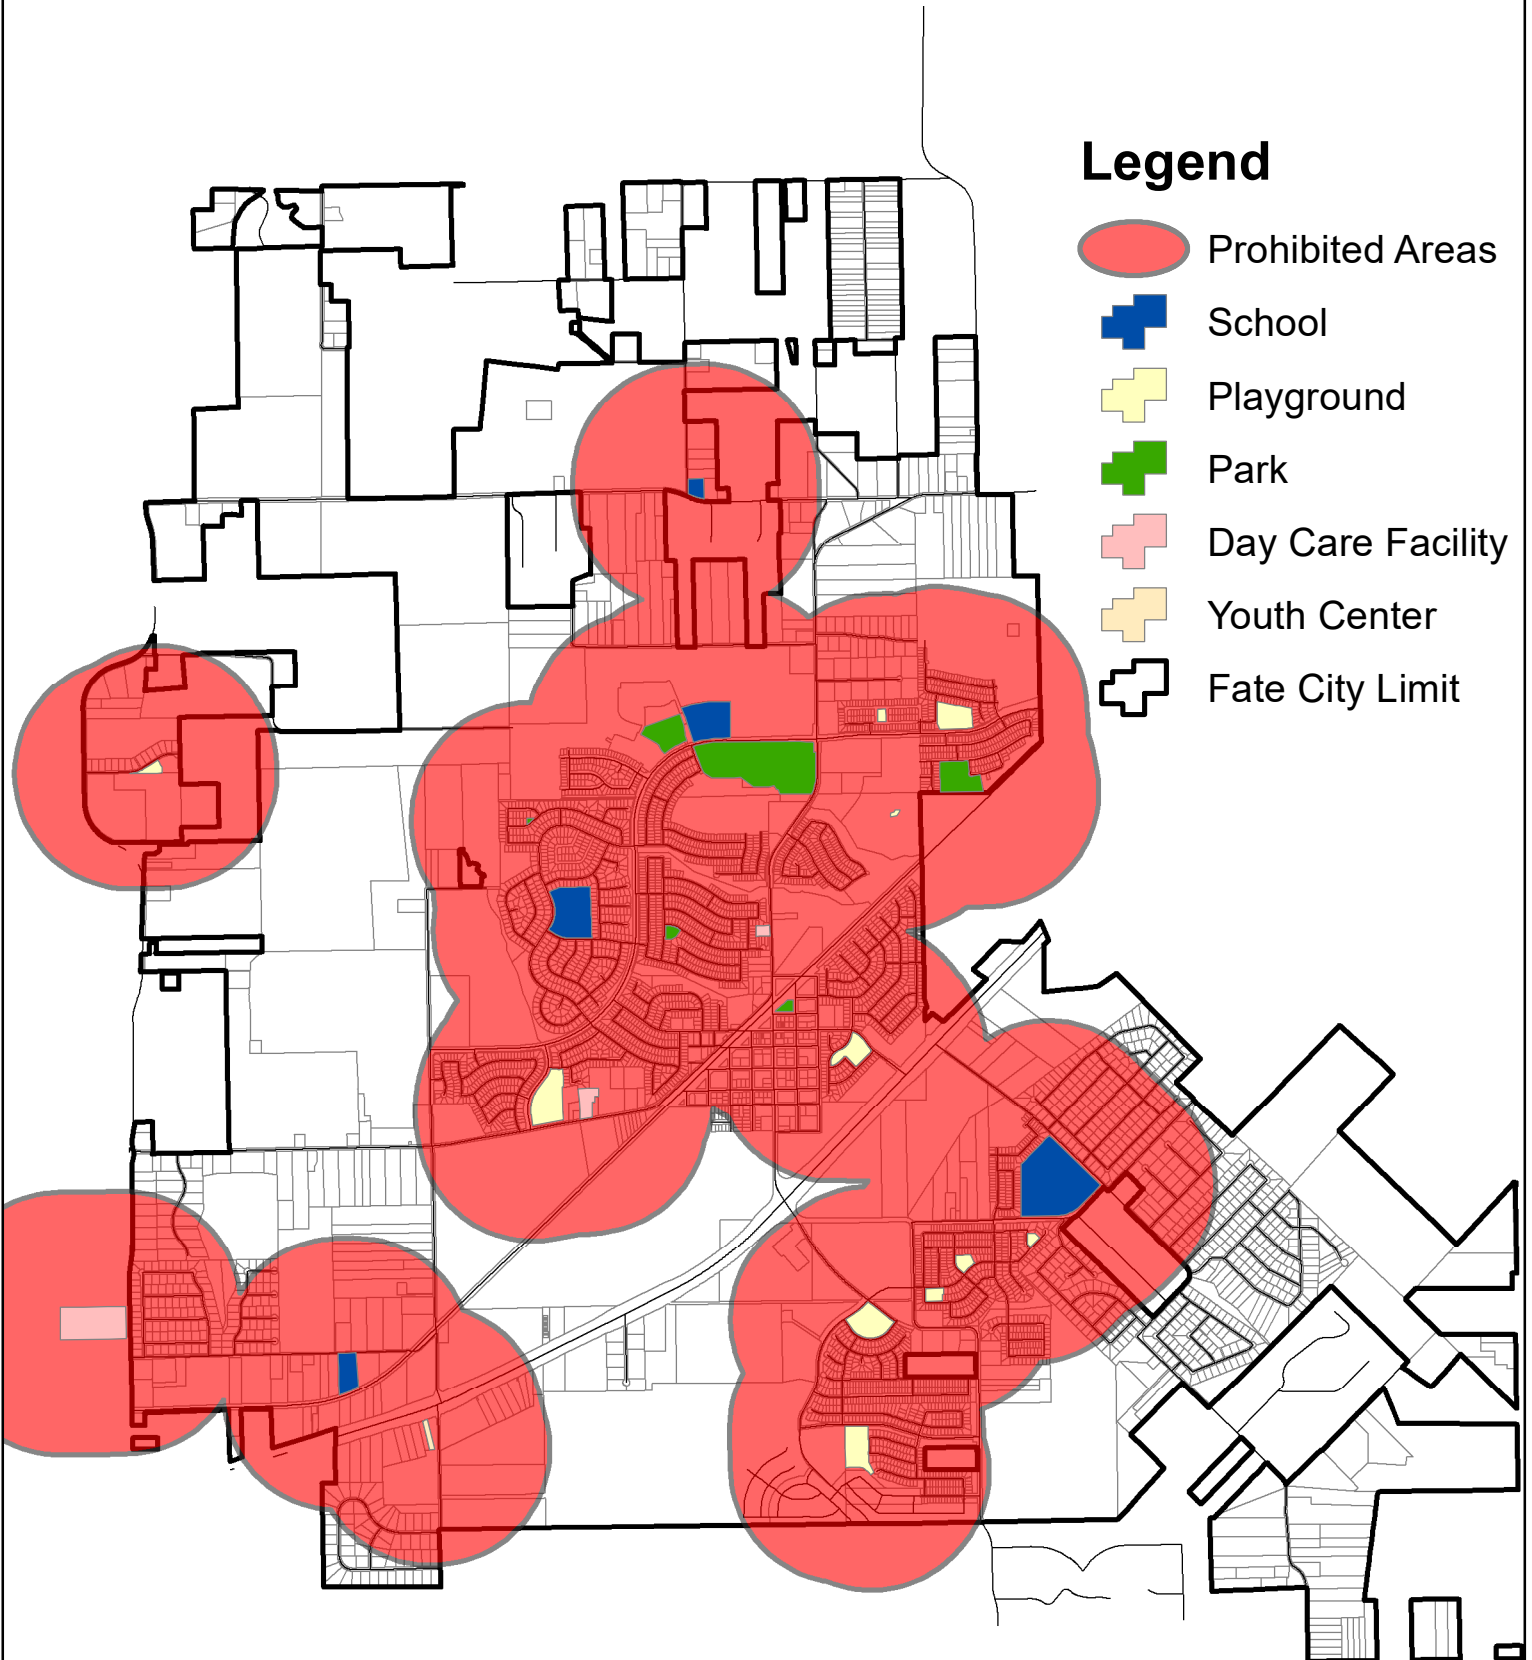 Legend
Prohibited Areas
School
Playground
Park
Day Care Facility
Youth Center
Fate City Limit